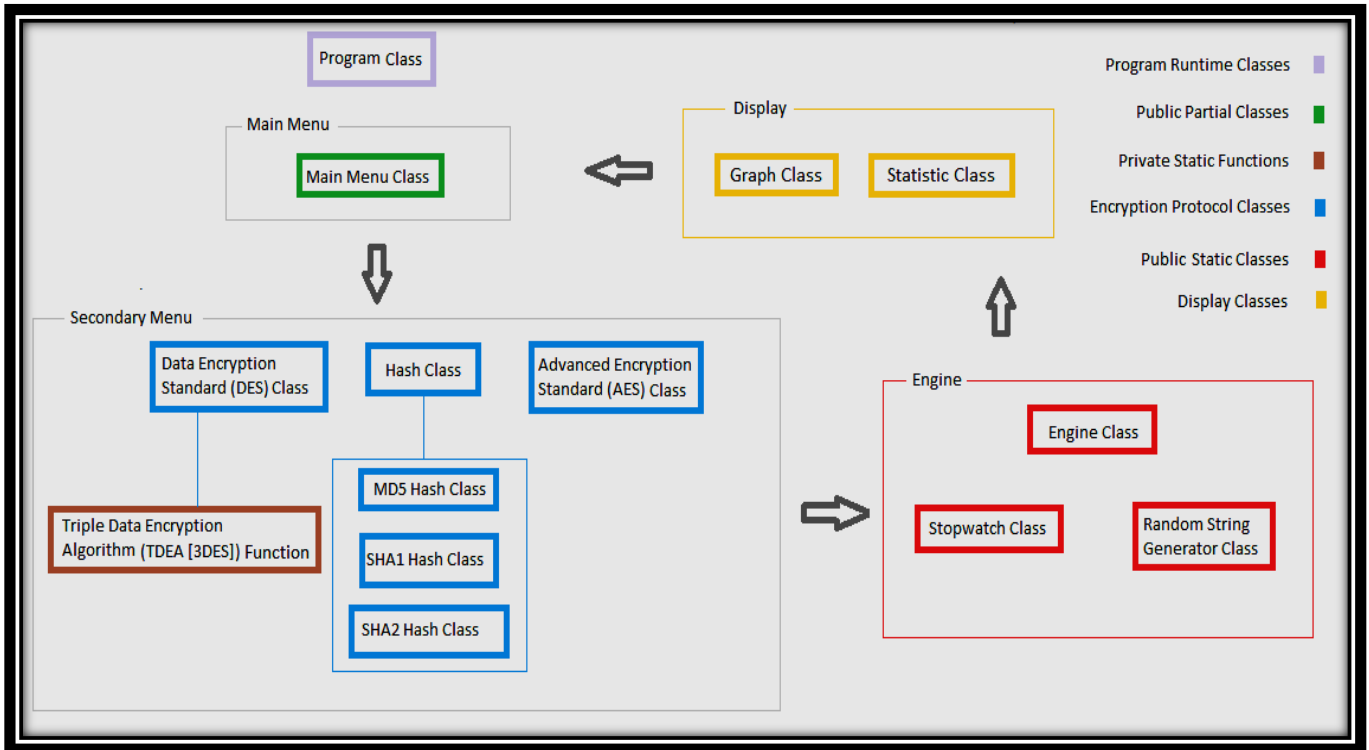 Program Class
Main Menu
Main Menu Class
Display
Graph Class
Statistic Class
Program Runtime Classes
Public Partial Classes
Private Static Functions
Encryption Protocol Classes
Public Static Classes
Display Classes
Secondary Menu
Data Encryption
Standard (DES) Class
Hash Class
Advanced Encryption
Standard (AES) Class
MD5 Hash Class
SHA1 Hash Class
SHA2 Hash Class
Triple Data Encryption
Algorithm (TDEA [3DES]) Function
Engine
Engine Class
Stopwatch Class
Random String
Generator Class